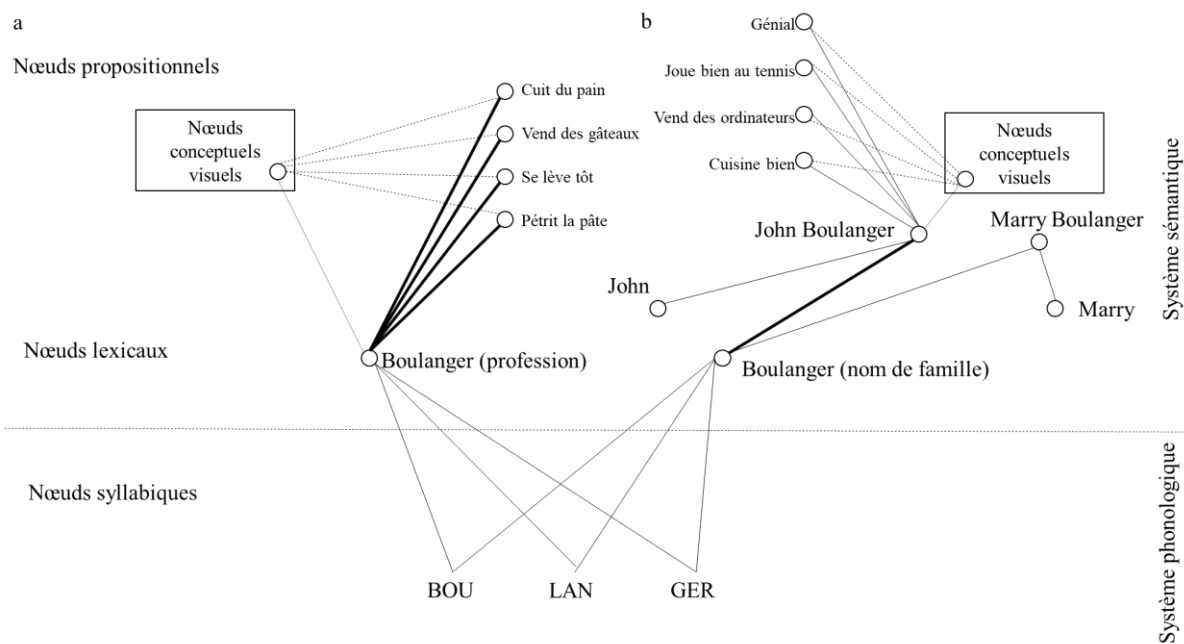 a
Nœuds propositionnels
Nœuds
conceptuels
visuels
Cuit du pain
Vend des gâteaux
Se lève tôt
Pétrit la pâte
b
Génial
Joue bien au tennis
Vend des ordinateurs
Cuisine bien
Nœuds
conceptuels
visuels
John Boulanger
Marry Boulanger
John
Marry
Système sémantique
Nœuds lexicaux
Boulanger (profession)
Boulanger (nom de famille)
Nœuds syllabiques
BOU
LAN
GER
Système phonologique